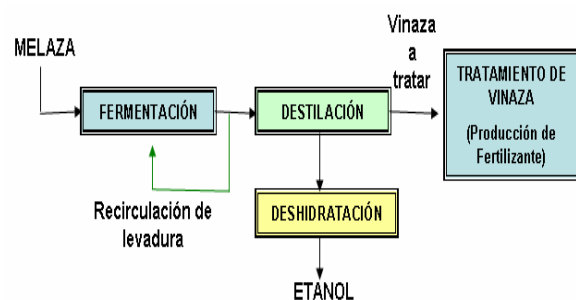 MELAZA
FERMENTACIÓN
Recirculación de
levadura
DESTILACIÓN
Vinaza
a
tratar
TRATAMIENTO DE
VINAZA
(Producción de
Fertilizante)
DESHIDRATACIÓN
ETANOL